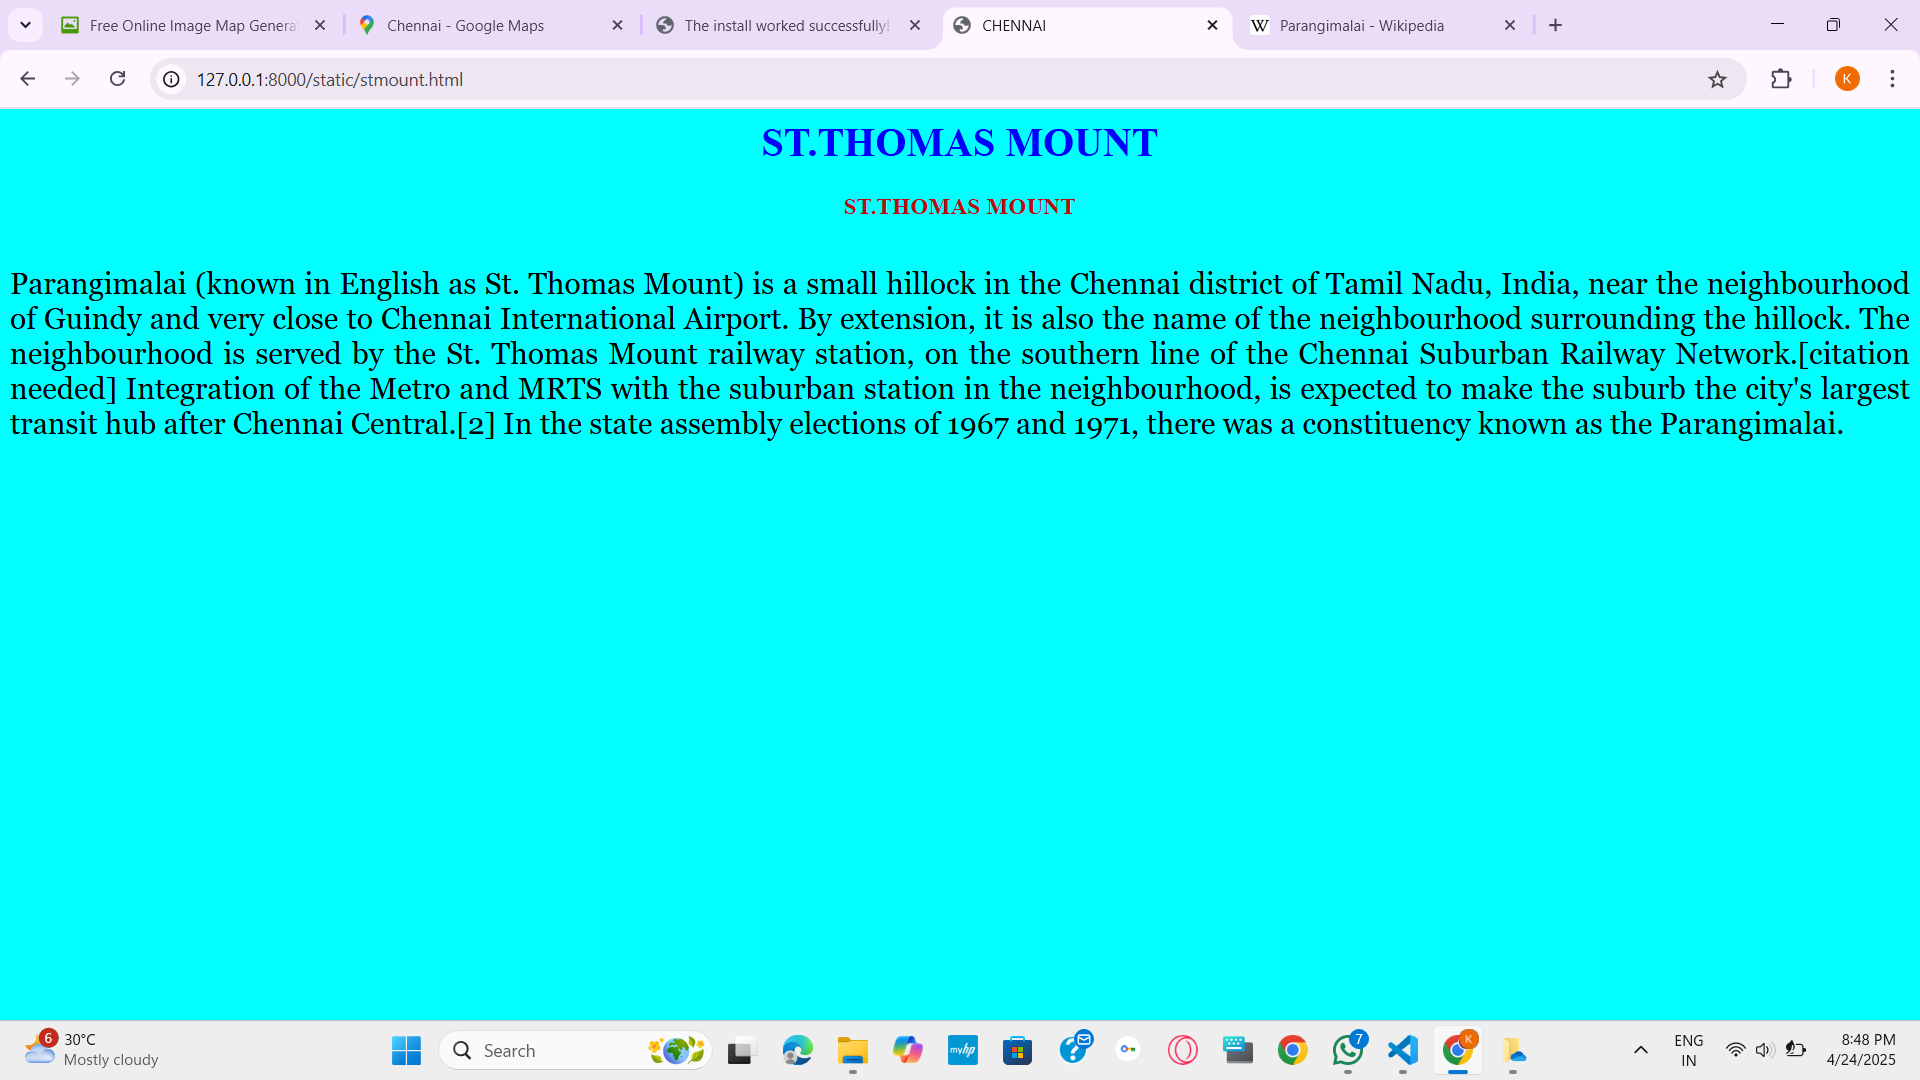 Free Online Image Map Genera
Chennai - Google Maps
The install worked successfully!
CHENNAI
W Parangimalai - Wikipedia
127.0.0.1:8000/static/stmount.html
K
ST.THOMAS MOUNT
ST.THOMAS MOUNT
Parangimalai (known in English as St. Thomas Mount) is a small hillock in the Chennai district of Tamil Nadu, India, near the neighbourhood
of Guindy and very close to Chennai International Airport. By extension, it is also the name of the neighbourhood surrounding the hillock. The
neighbourhood is served by the St. Thomas Mount railway station, on the southern line of the Chennai Suburban Railway Network.[citation
needed] Integration of the Metro and MRTS with the suburban station in the neighbourhood, is expected to make the suburb the city's largest
transit hub after Chennai Central.[2] In the state assembly elections of 1967 and 1971, there was a constituency known as the Parangimalai.
6
30°C
Mostly cloudy
Search
myhp
7
K
ENG
IN
8:48 PM
4/24/2025